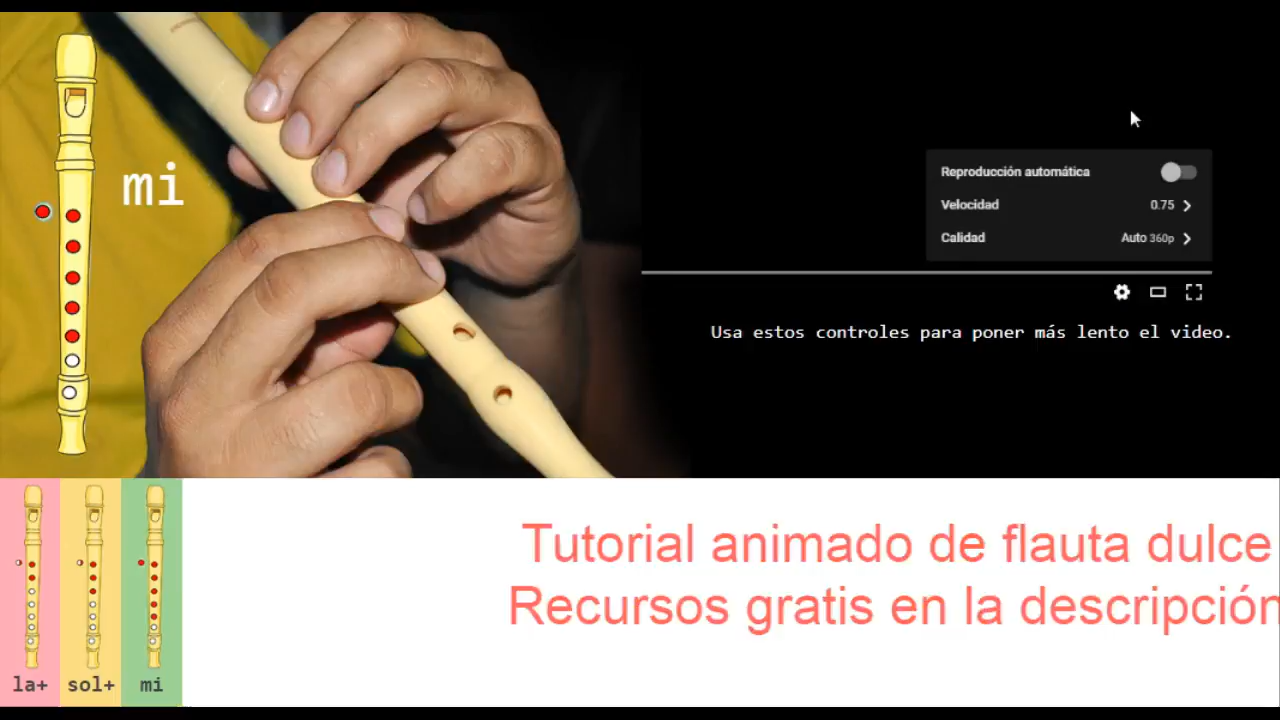 mi
Reproducción automática
Velocidad 0.75
Calidad Auto 360p
Usa estos controles para poner más lento el video.
Tutorial animado de flauta dulce
Recursos gratis en la descripción
la+ sol+ mi